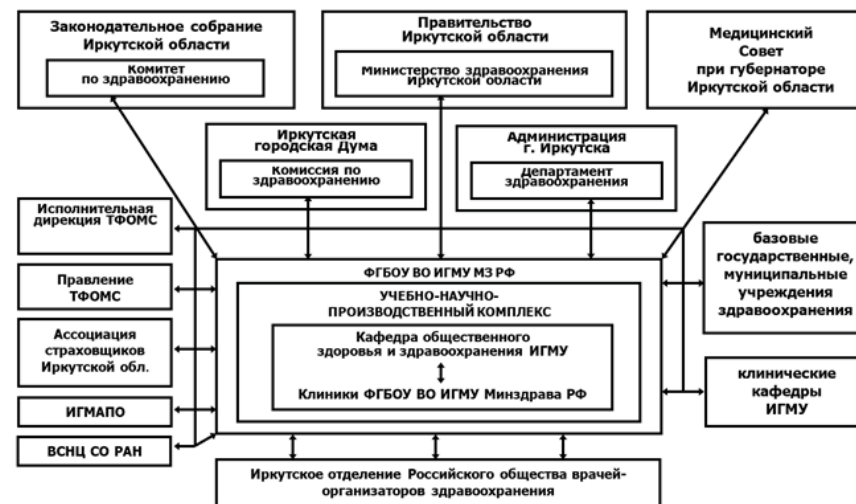 Законодательное собрание
Иркутской области
Комитет
по здравоохранению
Правительство
Иркутской области
Министерство здравоохранения
Иркутской области
Медицинский
Совет
при губернаторе
Иркутской области
Иркутская
городская Дума
Комиссия по
здравоохранению
Администрация
г. Иркутска
Департамент
здравоохранения
Исполнительная
дирекция ТФОМС
Правление
ТФОМС
Ассоциация
страховщиков
Иркутской обл.
ИГМАПО
ВСНЦ СО РАН
ФГБОУ ВО ИГМУ МЗ РФ
УЧЕБНО-НАУЧНО-
ПРОИЗВОДСТВЕННЫЙ КОМПЛЕКС
Кафедра общественного
здоровья и здравоохранения ИГМУ
Клиники ФГБОУ ВО ИГМУ Минздрава РФ
базовые
государственные,
муниципальные
учреждения
здравоохранения
клинические
кафедры
ИГМУ
Иркутское отделение Российского общества врачей-
организаторов здравоохранения